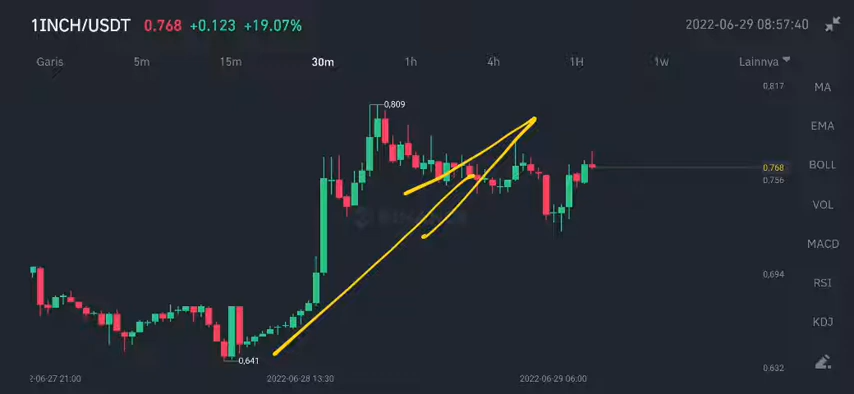 1INCH/USDT 0.768 +0.123 +19.07% 2022-06-29 08:57:40
Garis 5m 15m 30m 1h 4h 1H 1w Lainnya
0,817 MA
0,809
EMA
BOLL
0,768
0,756
VOL
BINANCE
MACD
0,694
RSI
KDJ
0,641
0,632
2-06-27 21:00 2022-06-28 13:30 2022-06-29 06:00